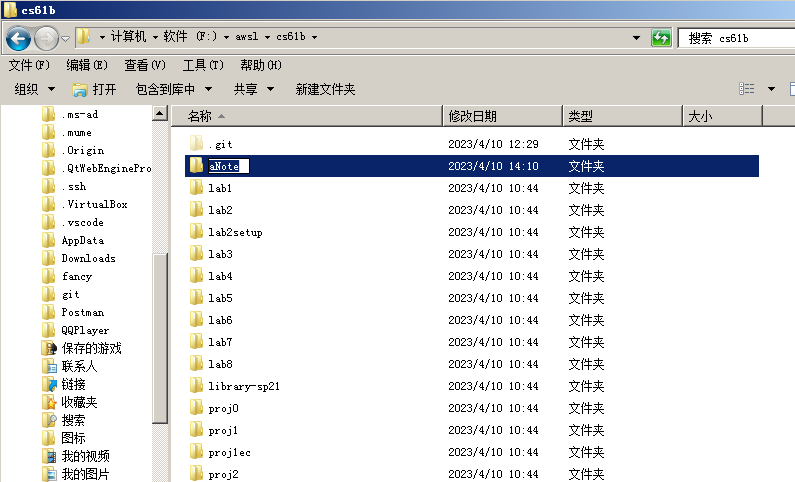 cs61b
计算机 软件 (F:) awsl cs61b
搜索 cs61b
文件(F) 编辑(E) 查看(V) 工具(T) 帮助(H)
组织 打开 包含到库中 共享 新建文件夹
.ms-ad
.mume
.Origin
.QtWebEnginePro
.ssh
.VirtualBox
.vscode
AppData
Downloads
fancy
git
Postman
QQPlayer
保存的游戏
联系人
链接
收藏夹
搜索
图标
我的视频
我的图片
名称 修改日期 类型 大小
.git 2023/4/10 12:29 文件夹
aNote 2023/4/10 14:10 文件夹
lab1 2023/4/10 10:44 文件夹
lab2 2023/4/10 10:44 文件夹
lab2setup 2023/4/10 10:44 文件夹
lab3 2023/4/10 10:44 文件夹
lab4 2023/4/10 10:44 文件夹
lab5 2023/4/10 10:44 文件夹
lab6 2023/4/10 10:44 文件夹
lab7 2023/4/10 10:44 文件夹
lab8 2023/4/10 10:44 文件夹
library-sp21 2023/4/10 10:44 文件夹
proj0 2023/4/10 10:44 文件夹
proj1 2023/4/10 10:44 文件夹
proj1ec 2023/4/10 10:44 文件夹
proj2 2023/4/10 10:44 文件夹